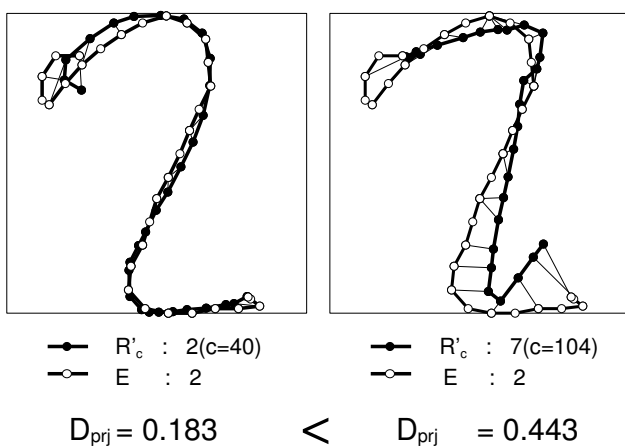 R'c : 2(c=40)
E : 2
R'c : 7(c=104)
E : 2
Dprj = 0.183 < Dprj = 0.443